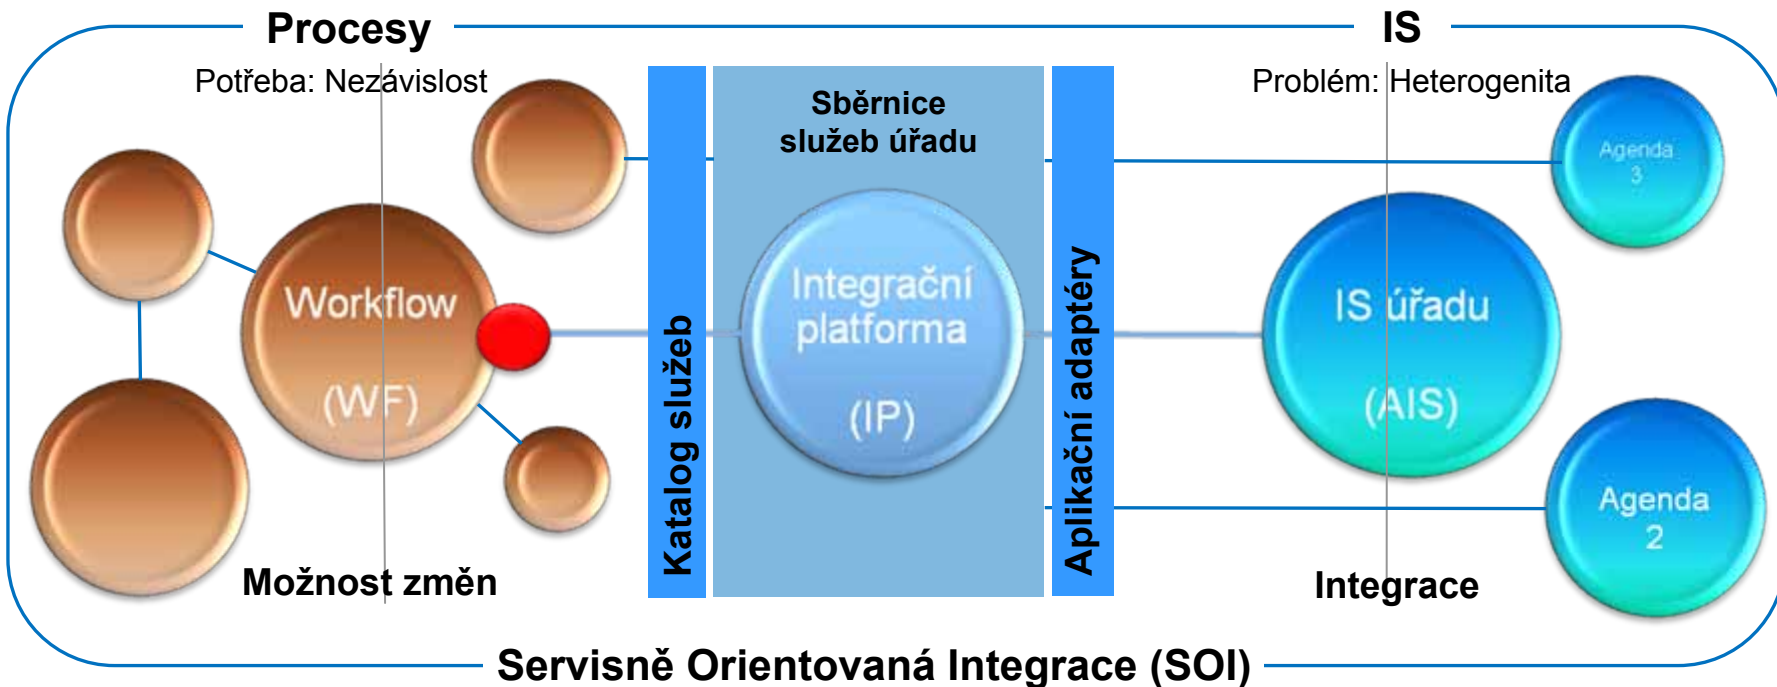 Procesy
IS
Potřeba: Nezávislost
Problém: Heterogenita
Sběrnice
služeb úřadu
Agenda
3
Workflow
(WF)
Katalog služeb
Integrační
platforma
(IP)
Aplikační adaptéry
IS úřadu
(AIS)
Agenda
2
Možnost změn
Integrace
Servisně Orientovaná Integrace (SOI)